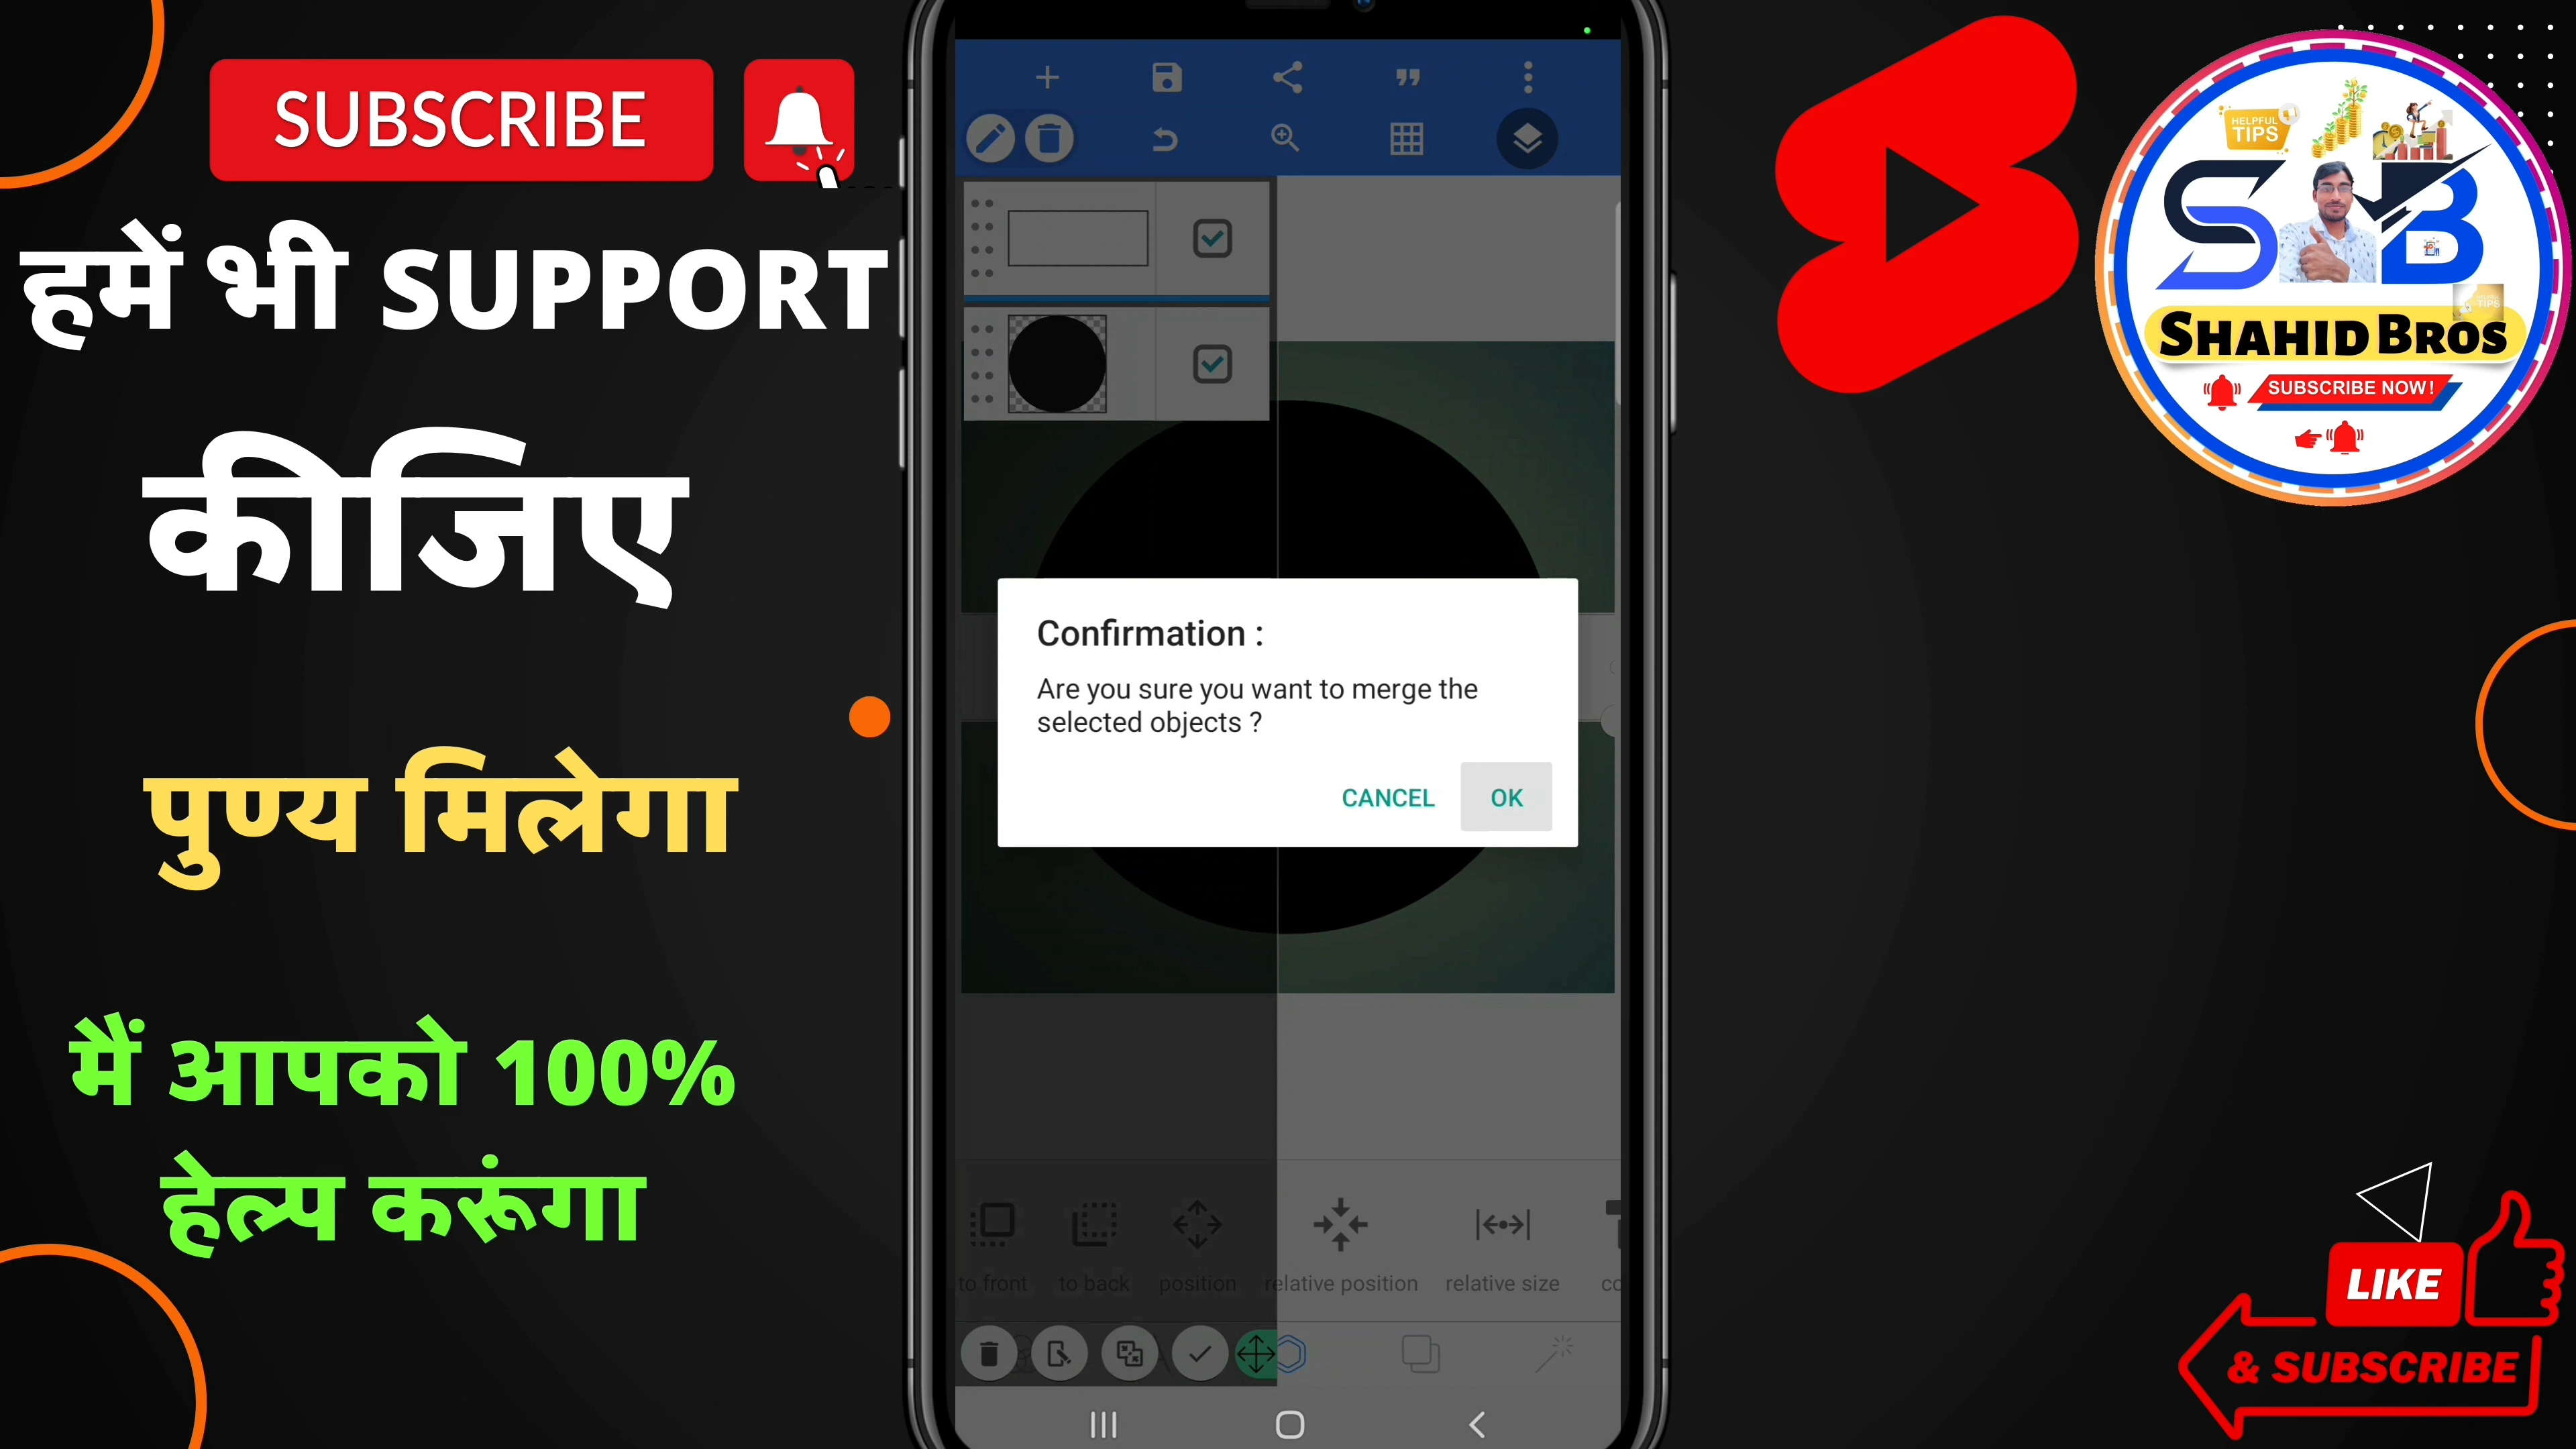 SUBSCRIBE
हमें भी SUPPORT
कीजिए
पुण्य मिलेगा
मैं आपको 100%
हेल्प करूंगा
Confirmation :
Are you sure you want to merge the
selected objects ?
CANCEL OK
to front to back position relative position relative size co
HELPFUL
TIPS
S B
SHAHID BROS
SUBSCRIBE NOW!
LIKE
& SUBSCRIBE